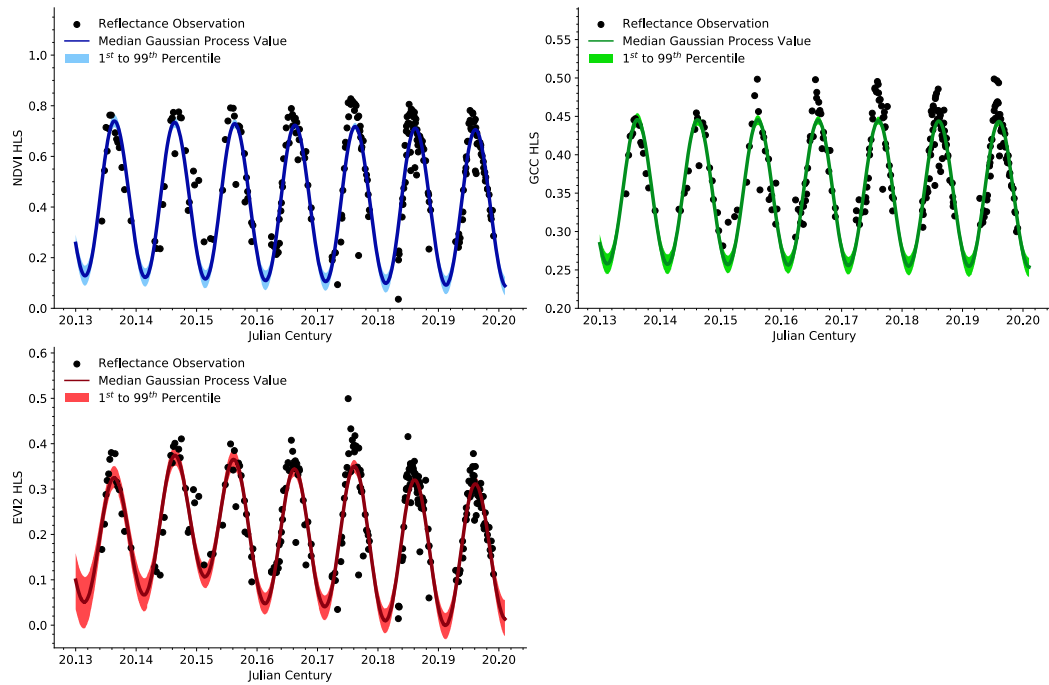 Reflectance Observation
Median Gaussian Process Value
1st to 99th Percentile
NDVI HLS
1.0
0.8
0.6
0.4
0.2
0.0
20.13 20.14 20.15 20.16 20.17 20.18 20.19 20.20
Julian Century
Reflectance Observation
Median Gaussian Process Value
1st to 99th Percentile
GCC HLS
0.50
0.45
0.40
0.35
0.30
0.25
0.20
20.13 20.14 20.15 20.16 20.17 20.18 20.19 20.20
Julian Century
Reflectance Observation
Median Gaussian Process Value
1st to 99th Percentile
EVI2 HLS
0.6
0.5
0.4
0.3
0.2
0.1
0.0
20.13 20.14 20.15 20.16 20.17 20.18 20.19 20.20
Julian Century